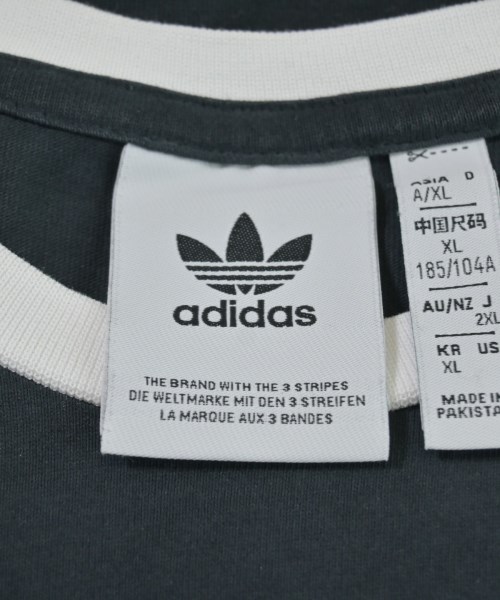 adidas
THE BRAND WITH THE 3 STRIPES
DIE WELTMARKE MIT DEN 3 STREIFEN
LA MARQUE AUX 3 BANDES
ASIA D
A/XL
中国尺码
XL
185/104A
AU/NZ J
2XL
KR US
XL
MADE IN
PAKISTA